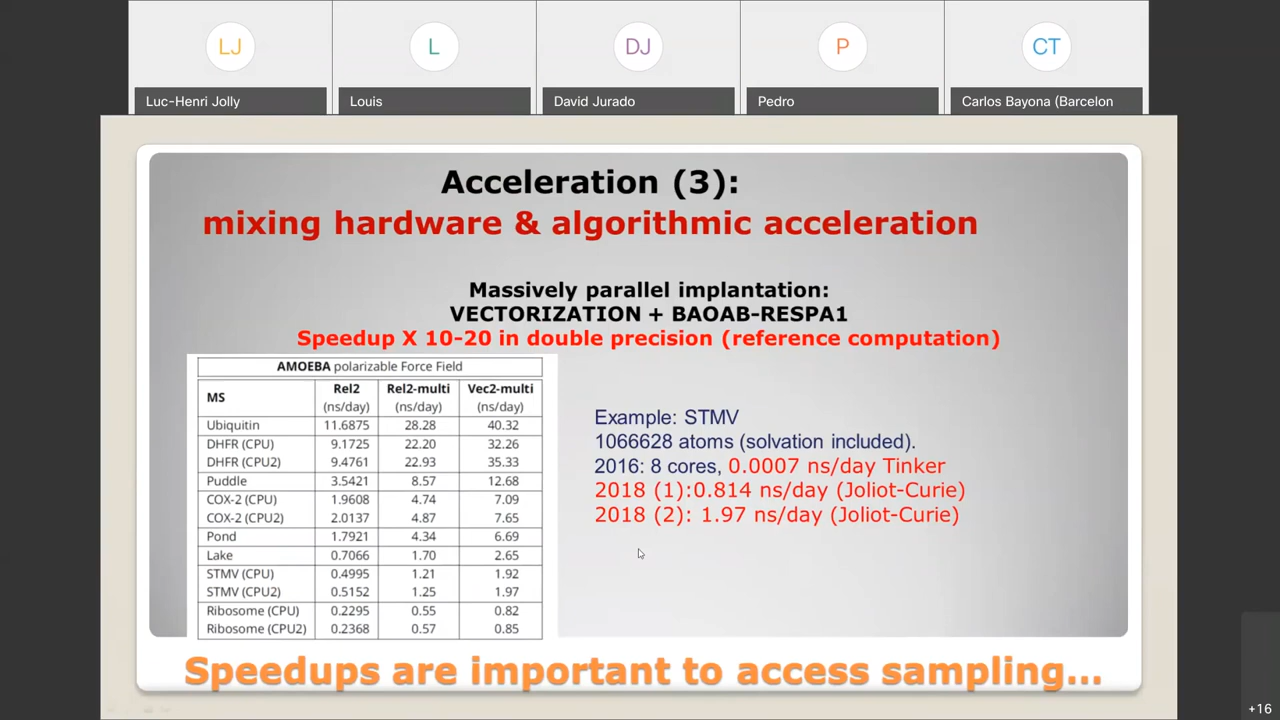 LJ
L
DJ
P
CT
Luc-Henri Jolly
Louis
David Jurado
Pedro
Carlos Bayona (Barcelon
Acceleration (3):
mixing hardware & algorithmic acceleration
Massively parallel implantation:
VECTORIZATION + BAOAB-RESPA1
Speedup X 10-20 in double precision (reference computation)
AMOEBA polarizable Force Field
MS Rel2 (ns/day) Rel2-multi (ns/day) Vec2-multi (ns/day)
Ubiquitin 11.6875 28.28 40.32
DHFR (CPU) 9.1725 22.20 32.26
DHFR (CPU2) 9.4761 22.93 35.33
Puddle 3.5421 8.57 12.68
COX-2 (CPU) 1.9608 4.74 7.09
COX-2 (CPU2) 2.0137 4.87 7.65
Pond 1.7921 4.34 6.69
Lake 0.7066 1.70 2.65
STMV (CPU) 0.4995 1.21 1.92
STMV (CPU2) 0.5152 1.25 1.97
Ribosome (CPU) 0.2295 0.55 0.82
Ribosome (CPU2) 0.2368 0.57 0.85
Example: STMV
1066628 atoms (solvation included).
2016: 8 cores, 0.0007 ns/day Tinker
2018 (1):0.814 ns/day (Joliot-Curie)
2018 (2): 1.97 ns/day (Joliot-Curie)
Speedups are important to access sampling...
+16